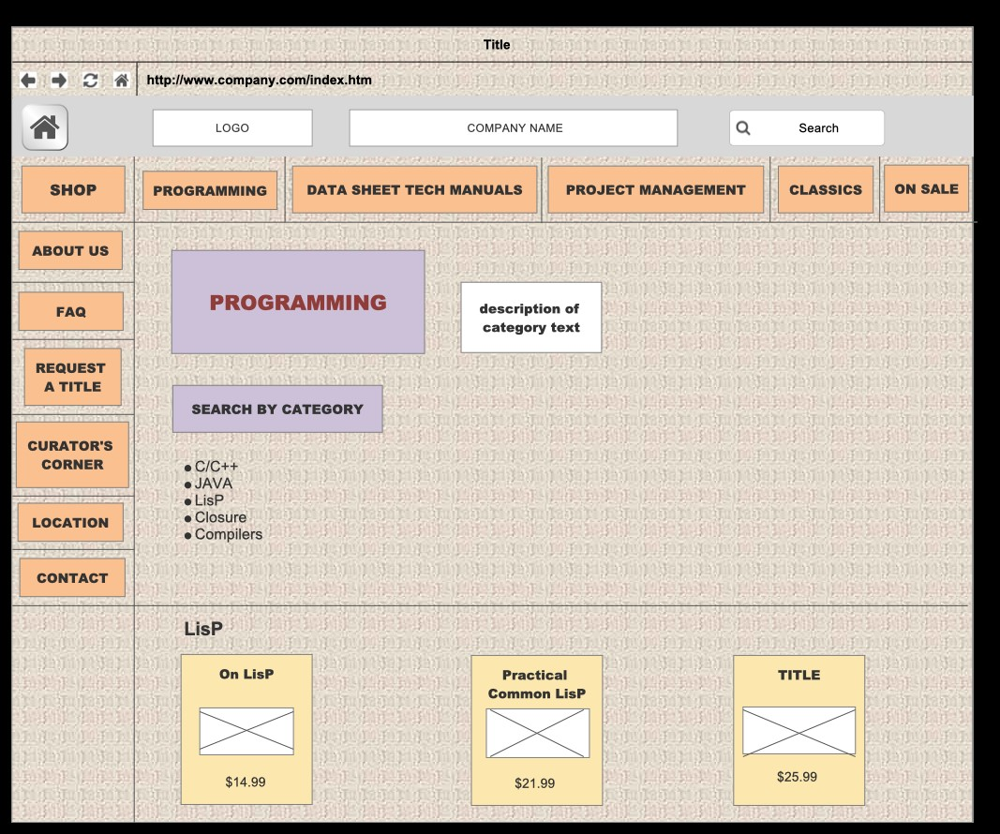 Title
http://www.company.com/index.htm
LOGO
COMPANY NAME
Search
SHOP
PROGRAMMING
DATA SHEET TECH MANUALS
PROJECT MANAGEMENT
CLASSICS
ON SALE
ABOUT US
FAQ
REQUEST
A TITLE
CURATOR'S
CORNER
LOCATION
CONTACT
PROGRAMMING
description of
category text
SEARCH BY CATEGORY
● C/C++
● JAVA
● LisP
● Closure
● Compilers
LisP
On LisP
$14.99
Practical
Common LisP
$21.99
TITLE
$25.99